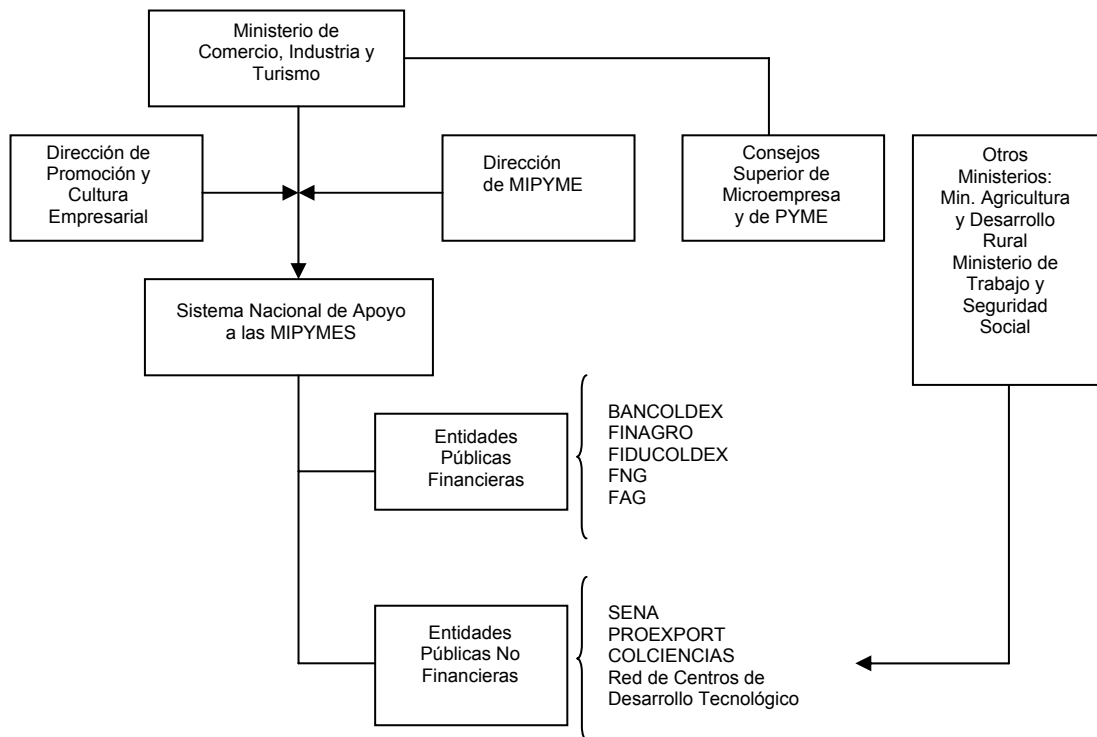 Ministerio de
Comercio, Industria y
Turismo
Dirección de
Promoción y
Cultura
Empresarial
Dirección
de MIPYME
Consejos
Superior de
Microempresa
y de PYME
Otros
Ministerios:
Min. Agricultura
y Desarrollo
Rural
Ministerio de
Trabajo y
Seguridad
Social
Sistema Nacional de Apoyo
a las MIPYMES
Entidades
Públicas
Financieras
BANCOLDEX
FINAGRO
FIDUCOLDEX
FNG
FAG
Entidades
Públicas No
Financieras
SENA
PROEXPORT
COLCIENCIAS
Red de Centros de
Desarrollo Tecnológico